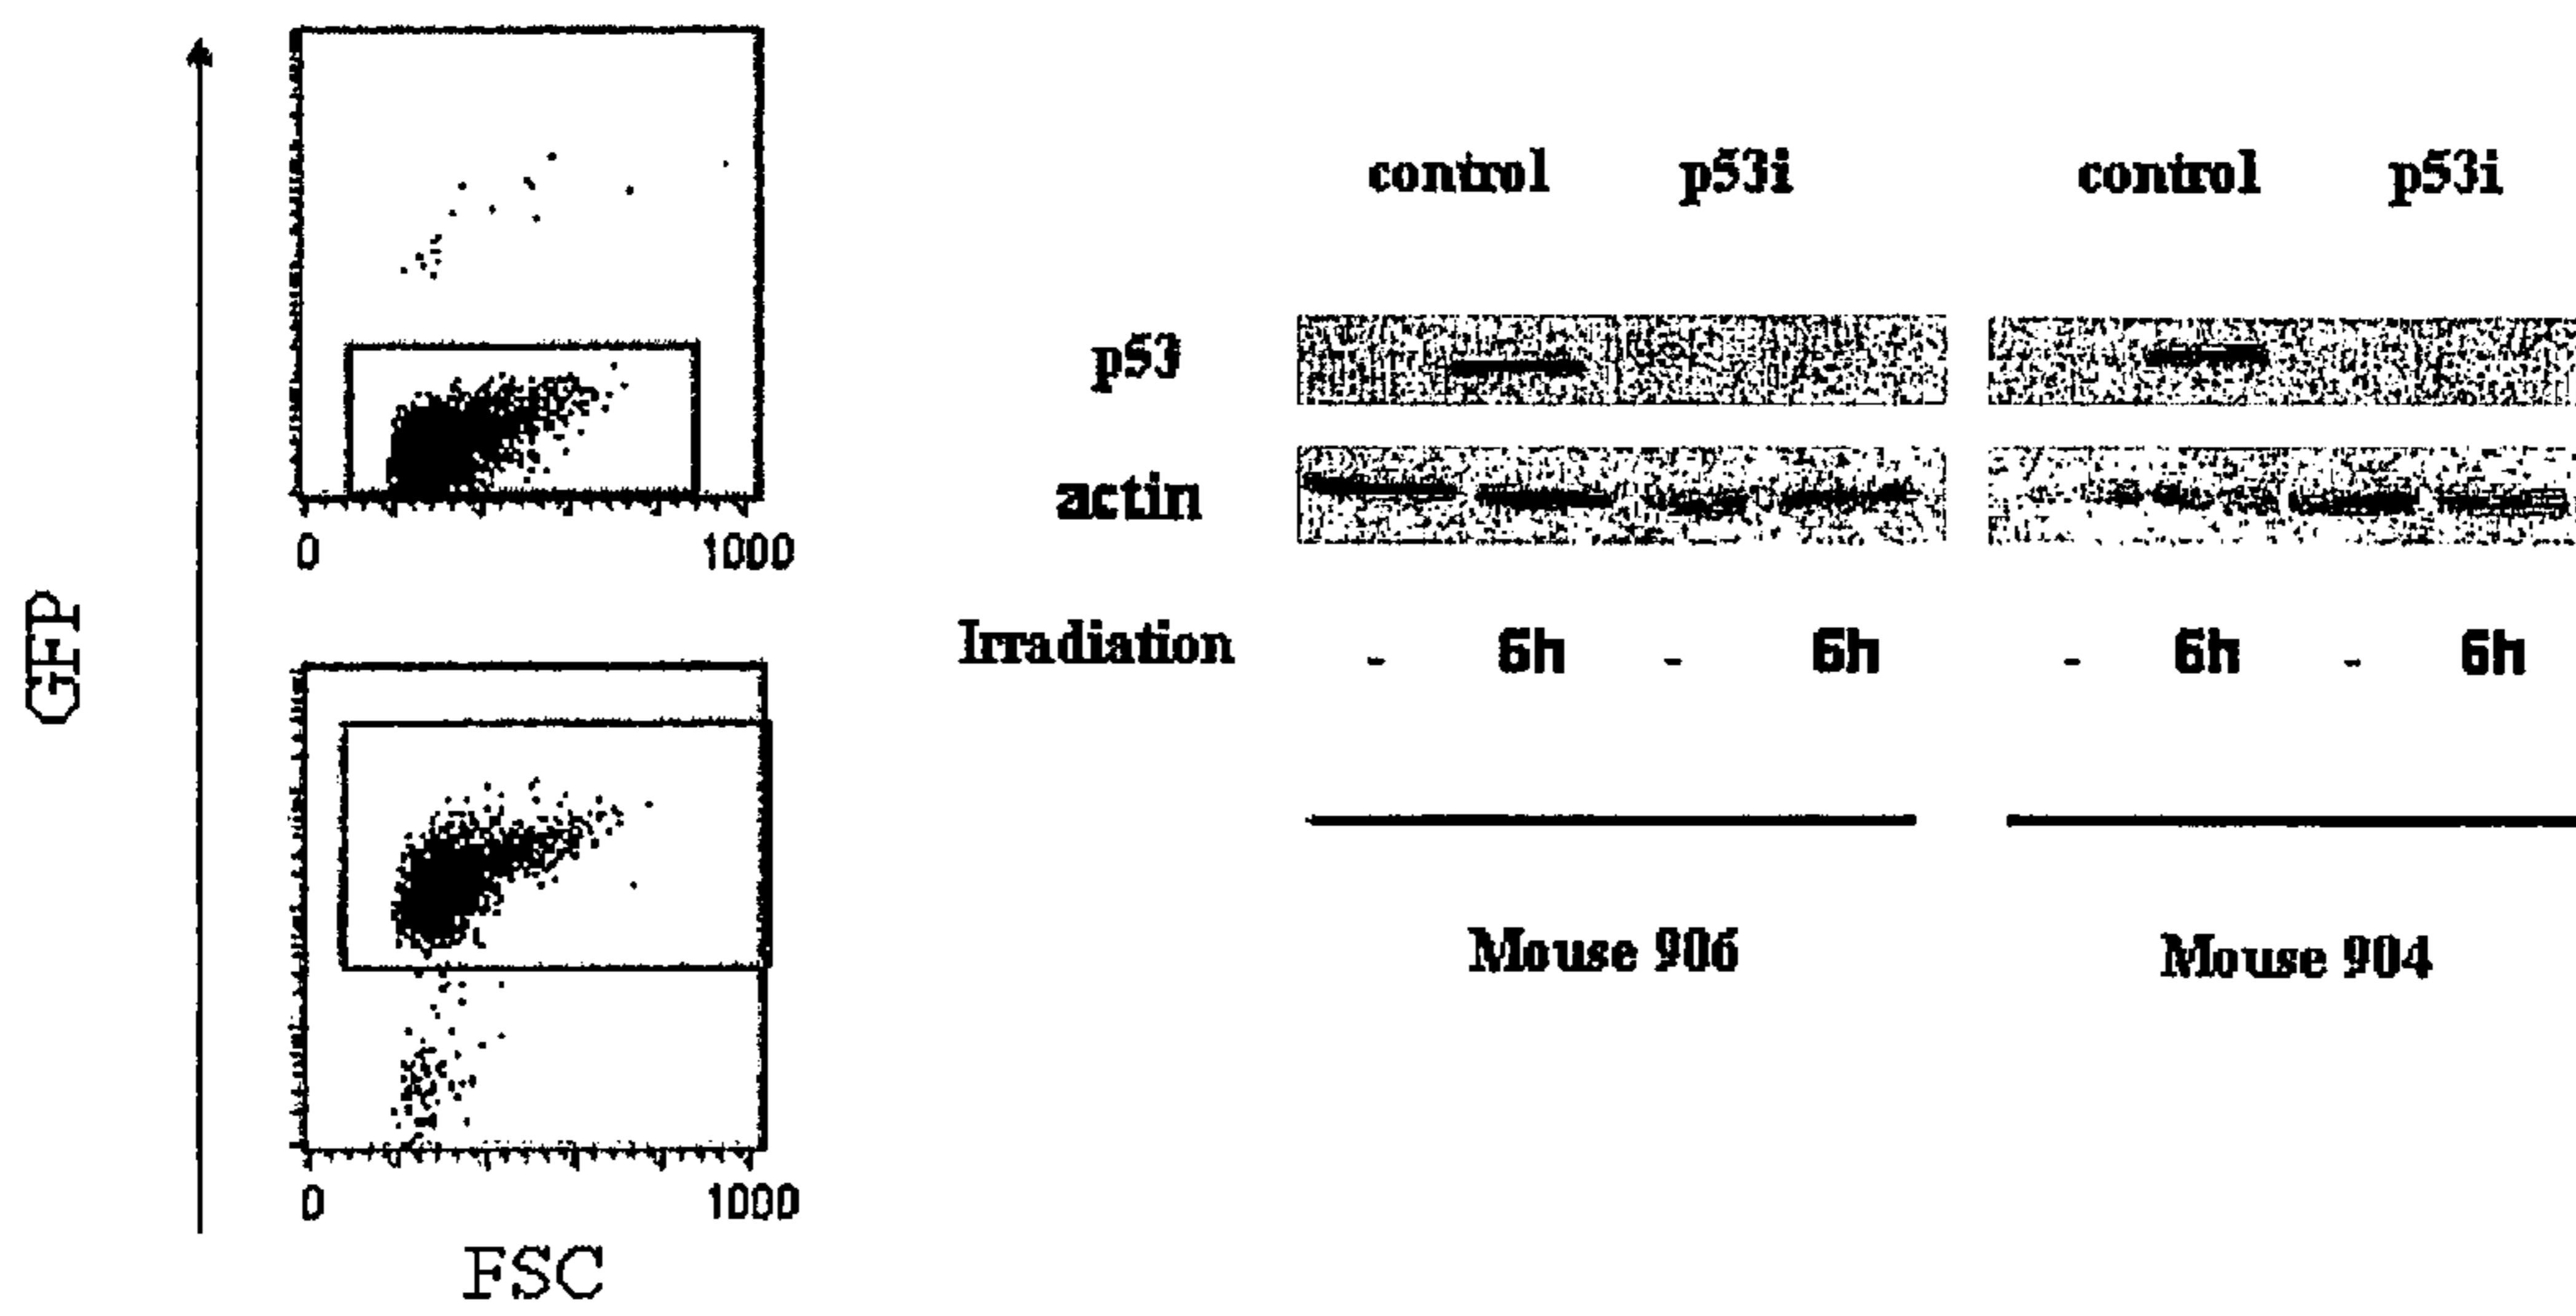 GFP
0 1000
0 1000
FSC
control p53i control p53i
p53
actin
Irradiation - 6h - 6h - 6h - 6h
Mouse 906 Mouse 904